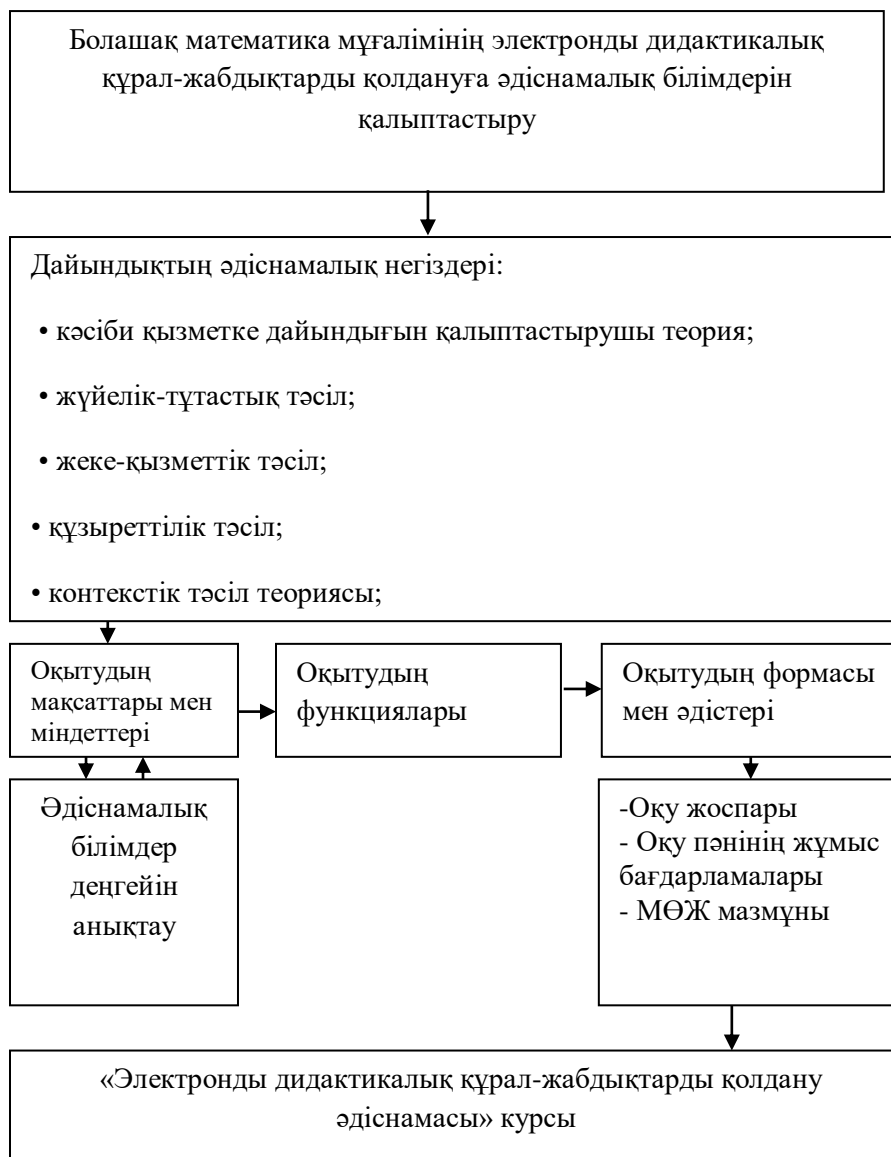 Болашақ математика мұғалімінің электронды дидактикалық
құрал-жабдықтарды қолдануға әдіснамалық білімдерін
қалыптастыру
Дайындықтың әдіснамалық негіздері:
• кәсіби қызметке дайындығын қалыптастырушы теория;
• жүйелік-тұтастық тәсіл;
• жеке-қызметтік тәсіл;
• құзыреттілік тәсіл;
• контекстік тәсіл теориясы;
Оқытудың
мақсаттары мен
міндеттері
Оқытудың
функциялары
Оқытудың формасы
мен әдістері
Әдіснамалық
білімдер
деңгейін
анықтау
-Оқу жоспары
- Оқу пәнінің жұмыс
бағдарламалары
- МӨЖ мазмұны
«Электронды дидактикалық құрал-жабдықтарды қолдану
әдіснамасы» курсы